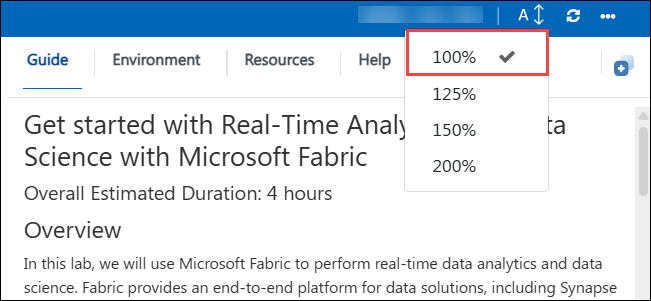 A
Guide Environment Resources Help
100%
125%
150%
200%
Get started with Real-Time Analy ta
Science with Microsoft Fabric
Overall Estimated Duration: 4 hours
Overview
In this lab, we will use Microsoft Fabric to perform real-time data analytics and data
science. Fabric provides an end-to-end platform for data solutions, including Synapse